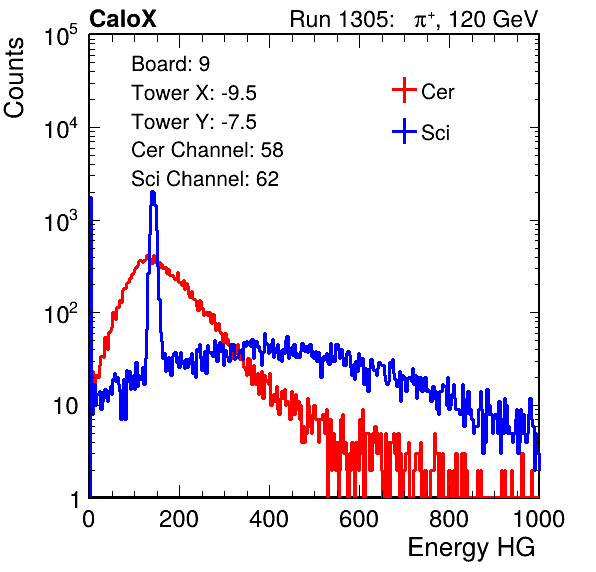 CaloX Run 1305: π⁺, 120 GeV
Counts
10⁵
10⁴
10³
10²
10
1
Board: 9
Tower X: -9.5
Tower Y: -7.5
Cer Channel: 58
Sci Channel: 62
Cer
Sci
0 200 400 600 800 1000
Energy HG